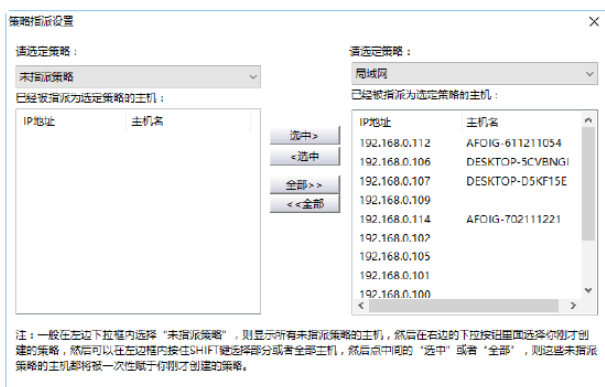 策略指派设置
请选定策略：
请选定策略：
未指派策略
局域网
已经被指派为选定策略的主机：
已经被指派为选定策略的主机：
IP地址 主机名
IP地址 主机名
选中>
<选中
全部>>
<<全部
192.168.0.112 AFOIG-611211054
192.168.0.106 DESKTOP-5CVBNGI
192.168.0.107 DESKTOP-D5KF15E
192.168.0.109
192.168.0.114 AFOIG-702111221
192.168.0.102
192.168.0.105
192.168.0.101
192.168.0.100
注：一般在左边下拉框内选择“未指派策略”，则显示所有未指派策略的主机，然后在右边的下拉按钮里面选择你刚才创
建的策略，然后可以在左边框内按住SHIFT键选择部分或者全部主机，然后点中间的“选中”或者“全部”，则这些未指派
策略的主机都将被一次性赋于你刚才创建的策略。